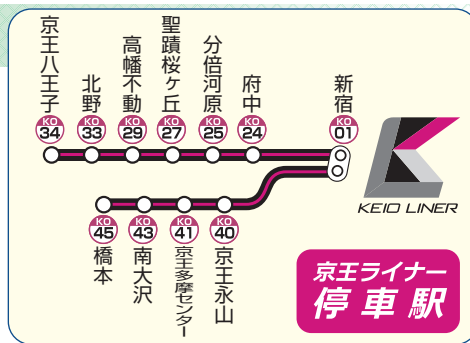 京王八王子
KO
34
北野
KO
33
高幡不動
KO
29
聖蹟桜ヶ丘
KO
27
分倍河原
KO
25
府中
KO
24
新宿
KO
01
KEIO LINER
KO
45
橋本
KO
43
南大沢
KO
41
京王多摩センター
KO
40
京王永山
京王ライナー
停車駅